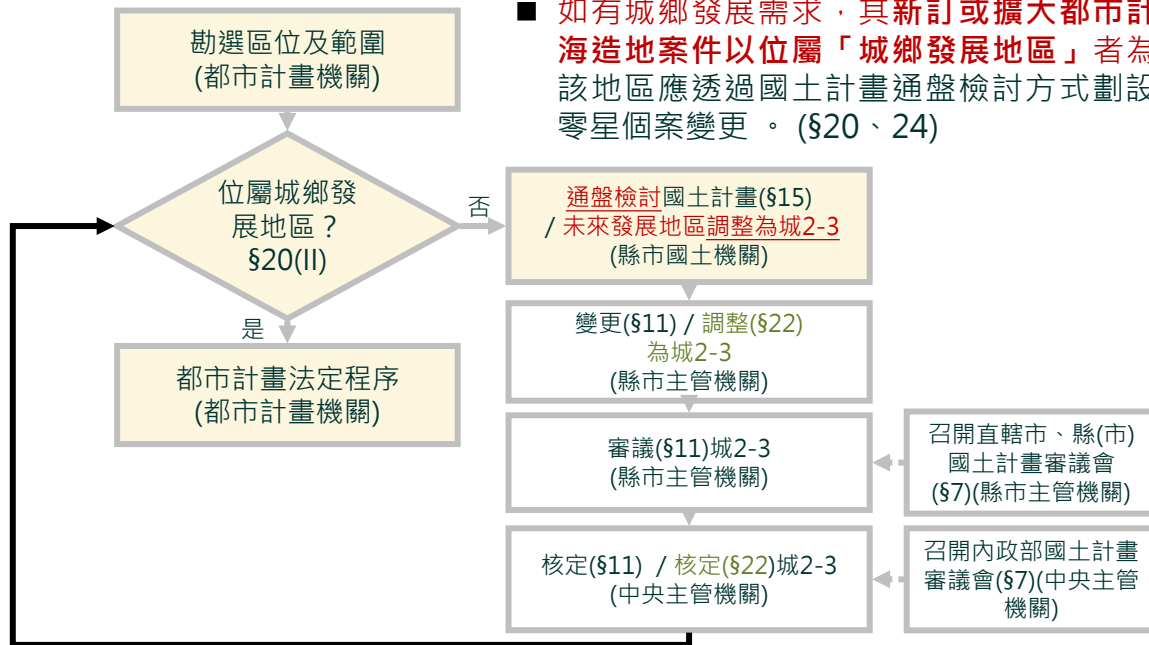 勘選區位及範圍
(都市計畫機關)
■ 如有城鄉發展需求，其新訂或擴大都市計
海造地案件以位屬「城鄉發展地區」者為
該地區應透過國土計畫通盤檢討方式劃設
零星個案變更 。 (§20、24)
位屬城鄉發
展地區？
§20(II)
否
是
通盤檢討國土計畫(§15)
/ 未來發展地區調整為城2-3
(縣市國土機關)
變更(§11) / 調整(§22)
為城2-3
(縣市主管機關)
都市計畫法定程序
(都市計畫機關)
審議(§11)城2-3
(縣市主管機關)
召開直轄市、縣(市)
國土計畫審議會
(§7)(縣市主管機關)
核定(§11) / 核定(§22)城2-3
(中央主管機關)
召開內政部國土計畫
審議會(§7)(中央主管
機關)